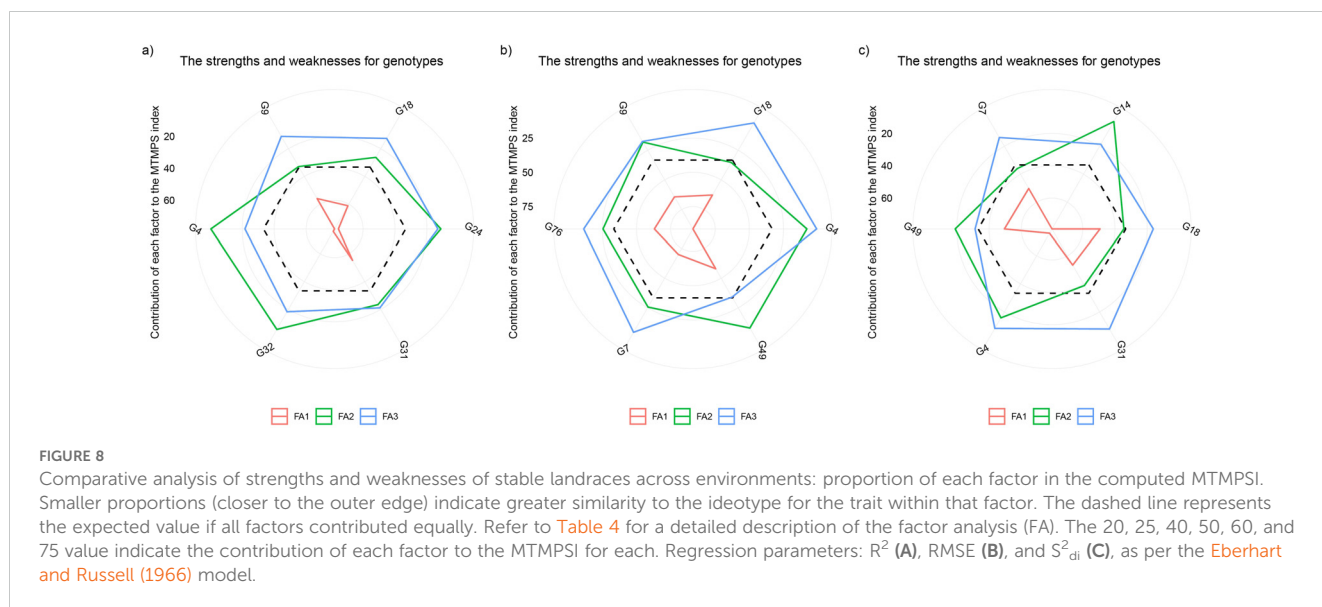 a)
The strengths and weaknesses for genotypes
Contribution of each factor to the MTMPS index
20
40
60
G9
G18
G4
G24
G32
G31
FA1 FA2 FA3
b)
The strengths and weaknesses for genotypes
Contribution of each factor to the MTMPS index
25
50
75
G9
G18
G76
G4
G7
G49
FA1 FA2 FA3
c)
The strengths and weaknesses for genotypes
Contribution of each factor to the MTMPS index
20
40
60
G7
G14
G49
G18
G4
G31
FA1 FA2 FA3
FIGURE 8
Comparative analysis of strengths and weaknesses of stable landraces across environments: proportion of each factor in the computed MTMPSI.
Smaller proportions (closer to the outer edge) indicate greater similarity to the ideotype for the trait within that factor. The dashed line represents
the expected value if all factors contributed equally. Refer to Table 4 for a detailed description of the factor analysis (FA). The 20, 25, 40, 50, 60, and
75 value indicate the contribution of each factor to the MTMPSI for each. Regression parameters: R² (A), RMSE (B), and S²di (C), as per the Eberhart
and Russell (1966) model.